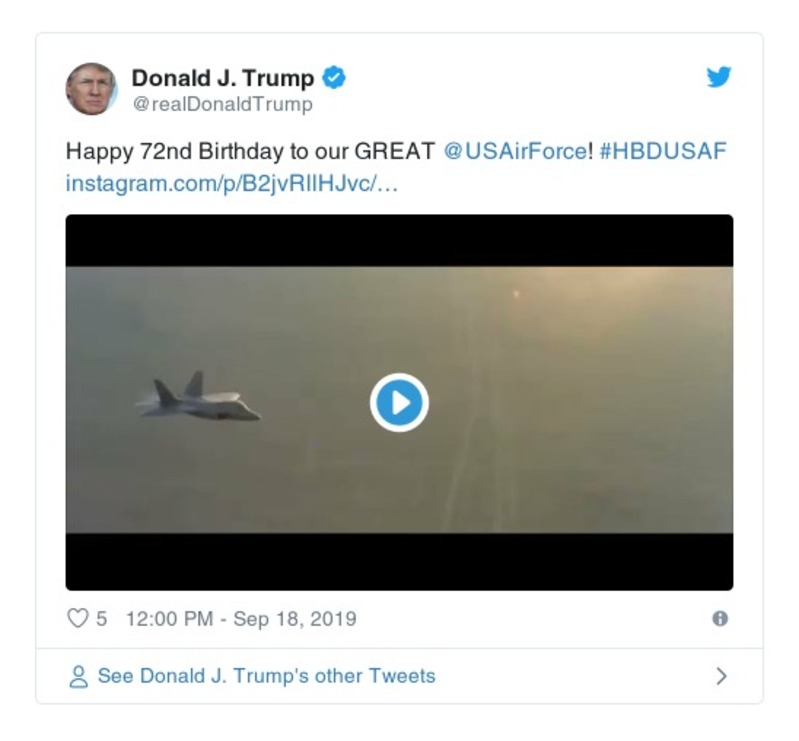 Donald J. Trump
@realDonaldTrump
Happy 72nd Birthday to our GREAT @USAirForce! #HBDUSAF
instagram.com/p/B2jvRIlHJvc/…
5 12:00 PM - Sep 18, 2019
See Donald J. Trump's other Tweets